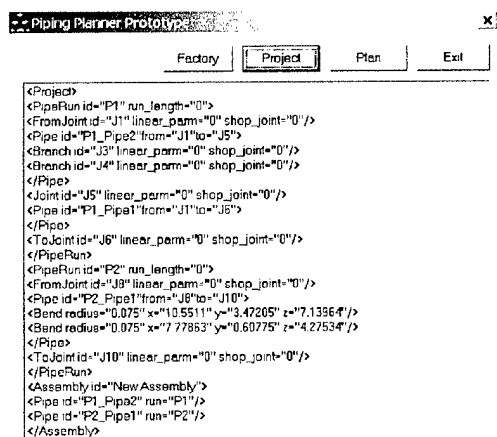 Piping Planner Prototype
Factory Project Plan Exit
<Project>
<PipeRun id="P1" run_length="0">
<FromJoint id="J1" linear_parm="0" shop_joint="0"/>
<Pipe id="P1_Pipe2"from="J1"to="J5">
<Branch id="J3" linear_parm="0" shop_joint="0"/>
<Branch id="J4" linear_parm="0" shop_joint="0"/>
</Pipe>
<Joint id="J5" linear_parm="0" shop_joint="0"/>
<Pipe id="P1_Pipe1"from="J1"to="J6">
</Pipe>
<ToJoint id="J6" linear_parm="0" shop_joint="0"/>
</PipeRun>
<PipeRun id="P2" run_length="0">
<FromJoint id="J8" linear_parm="0" shop_joint="0"/>
<Pipe id="P2_Pipe1"from="J8"to="J10">
<Bend radius="0.075" x="10.5511" y="3.47205" z="7.13964"/>
<Bend radius="0.075" x="7.77863" y="0.60775" z="4.27534"/>
</Pipe>
<ToJoint id="J10" linear_parm="0" shop_joint="0"/>
</PipeRun>
<Assembly id="New Assembly">
<Pipe id="P1_Pipe2" run="P1"/>
<Pipe id="P2_Pipe1" run="P2"/>
</Assembly>